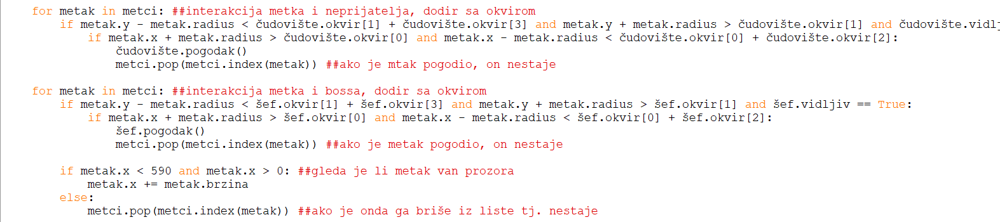 for metak in metci: ##interakcija metka i neprijatelja, dodir sa okvirom
if metak.y - metak.radius < čudovište.okvir[1] + čudovište.okvir[3] and metak.y + metak.radius > čudovište.okvir[1] and čudovište.vidlj
if metak.x + metak.radius > čudovište.okvir[0] and metak.x - metak.radius < čudovište.okvir[0] + čudovište.okvir[2]:
čudovište.pogodak()
metci.pop(metci.index(metak)) ##ako je mtak pogodio, on nestaje
for metak in metci: ##interakcija metka i bossa, dodir sa okvirom
if metak.y - metak.radius < šef.okvir[1] + šef.okvir[3] and metak.y + metak.radius > šef.okvir[1] and šef.vidljiv == True:
if metak.x + metak.radius > šef.okvir[0] and metak.x - metak.radius < šef.okvir[0] + šef.okvir[2]:
šef.pogodak()
metci.pop(metci.index(metak)) ##ako je metak pogodio, on nestaje
if metak.x < 590 and metak.x > 0: ##gleda je li metak van prozora
metak.x += metak.brzina
else:
metci.pop(metci.index(metak)) ##ako je onda ga briše iz liste tj. nestaje